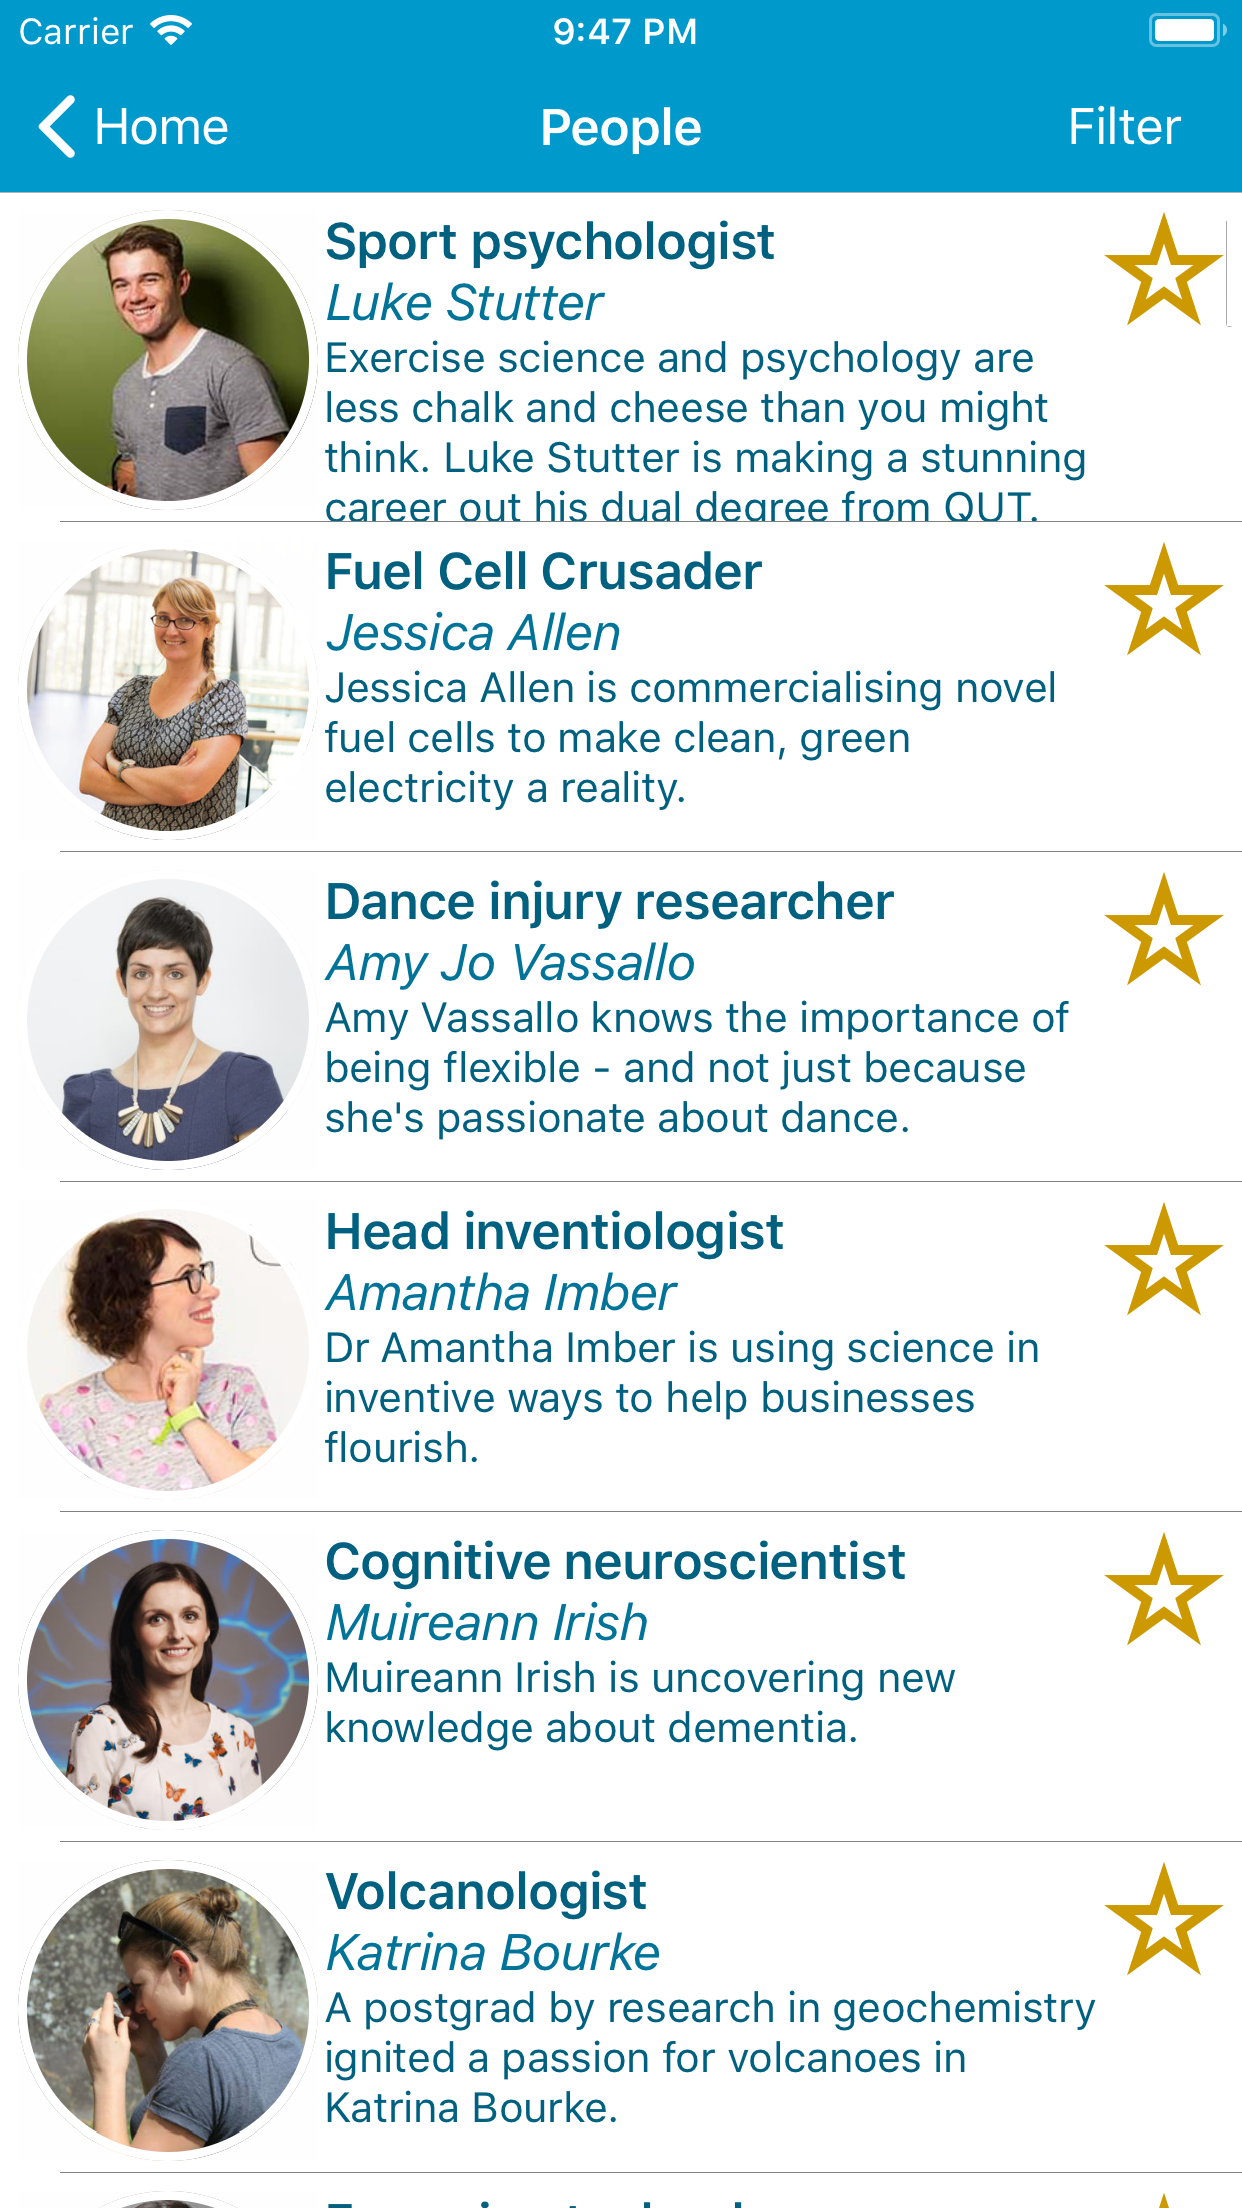 Carrier 9:47 PM
Home People Filter
Sport psychologist
Luke Stutter
Exercise science and psychology are
less chalk and cheese than you might
think. Luke Stutter is making a stunning
career out his dual degree from QUT.
Fuel Cell Crusader
Jessica Allen
Jessica Allen is commercialising novel
fuel cells to make clean, green
electricity a reality.
Dance injury researcher
Amy Jo Vassallo
Amy Vassallo knows the importance of
being flexible - and not just because
she's passionate about dance.
Head inventiologist
Amantha Imber
Dr Amantha Imber is using science in
inventive ways to help businesses
flourish.
Cognitive neuroscientist
Muireann Irish
Muireann Irish is uncovering new
knowledge about dementia.
Volcanologist
Katrina Bourke
A postgrad by research in geochemistry
ignited a passion for volcanoes in
Katrina Bourke.